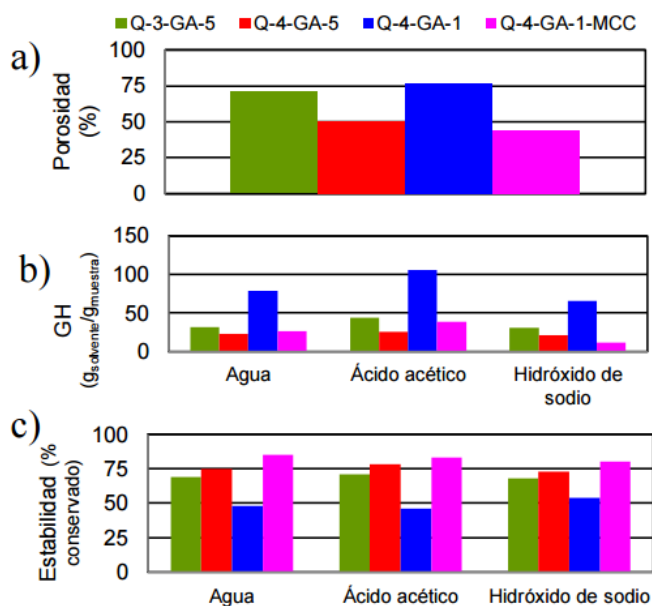 Q-3-GA-5 Q-4-GA-5 Q-4-GA-1 Q-4-GA-1-MCC
a)
Porosidad
(%)
100
75
50
25
0
b)
GH
(gsolvente/gmuestra)
150
100
50
0
Agua Ácido acético Hidróxido de
sodio
c)
Estabilidad (%
conservado)
100
75
50
25
0
Agua Ácido acético Hidróxido de sodio